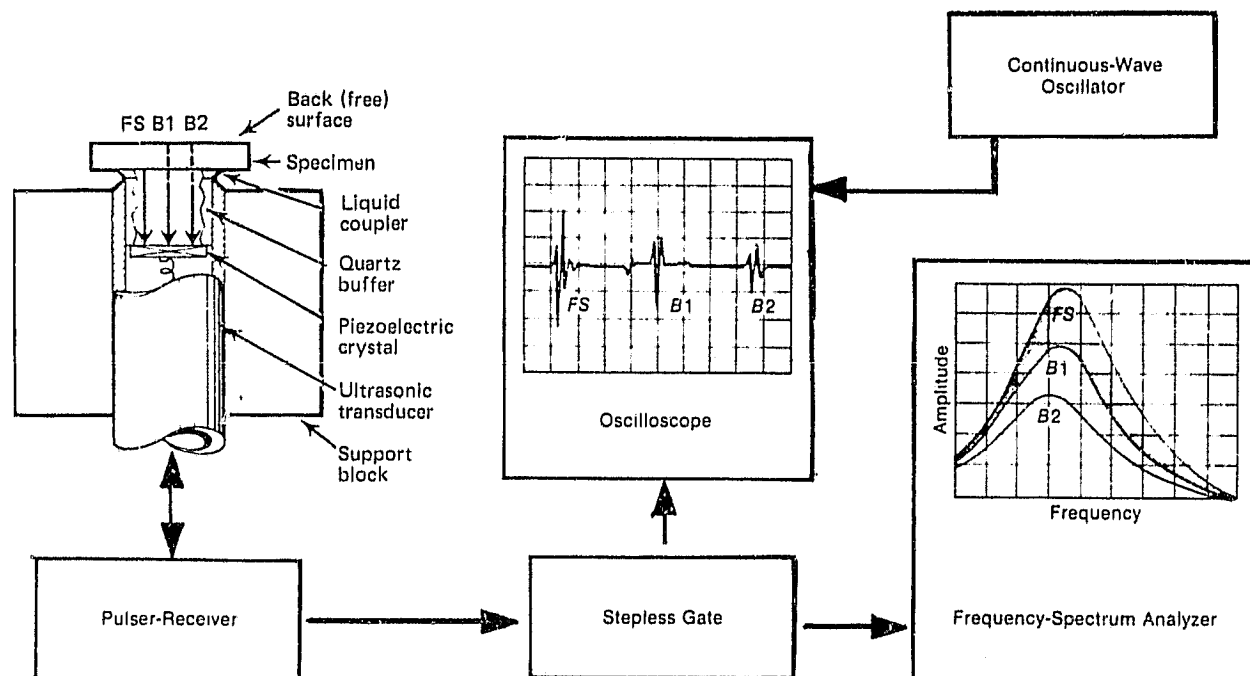 Continuous-Wave
Oscillator
Back (free)
surface
FS B1 B2
Specimen
Liquid
coupler
Quartz
buffer
Piezoelectric
crystal
Ultrasonic
transducer
Support
block
FS
B1
B2
Oscilloscope
FS
B1
B2
Amplitude
Frequency
Pulser-Receiver
Stepless Gate
Frequency-Spectrum Analyzer